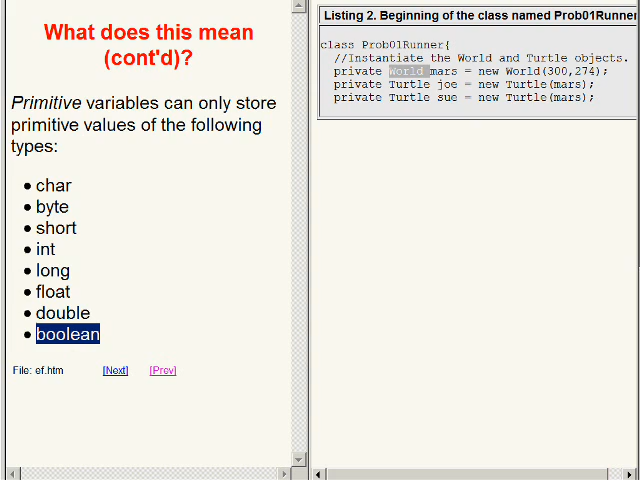 What does this mean
(cont'd)?
Primitive variables can only store
primitive values of the following
types:
• char
• byte
• short
• int
• long
• float
• double
• boolean
File: ef.htm [Next] [Prev]
Listing 2. Beginning of the class named Prob01Runner
class Prob01Runner{
//Instantiate the World and Turtle objects.
private World mars = new World(300,274);
private Turtle joe = new Turtle(mars);
private Turtle sue = new Turtle(mars);